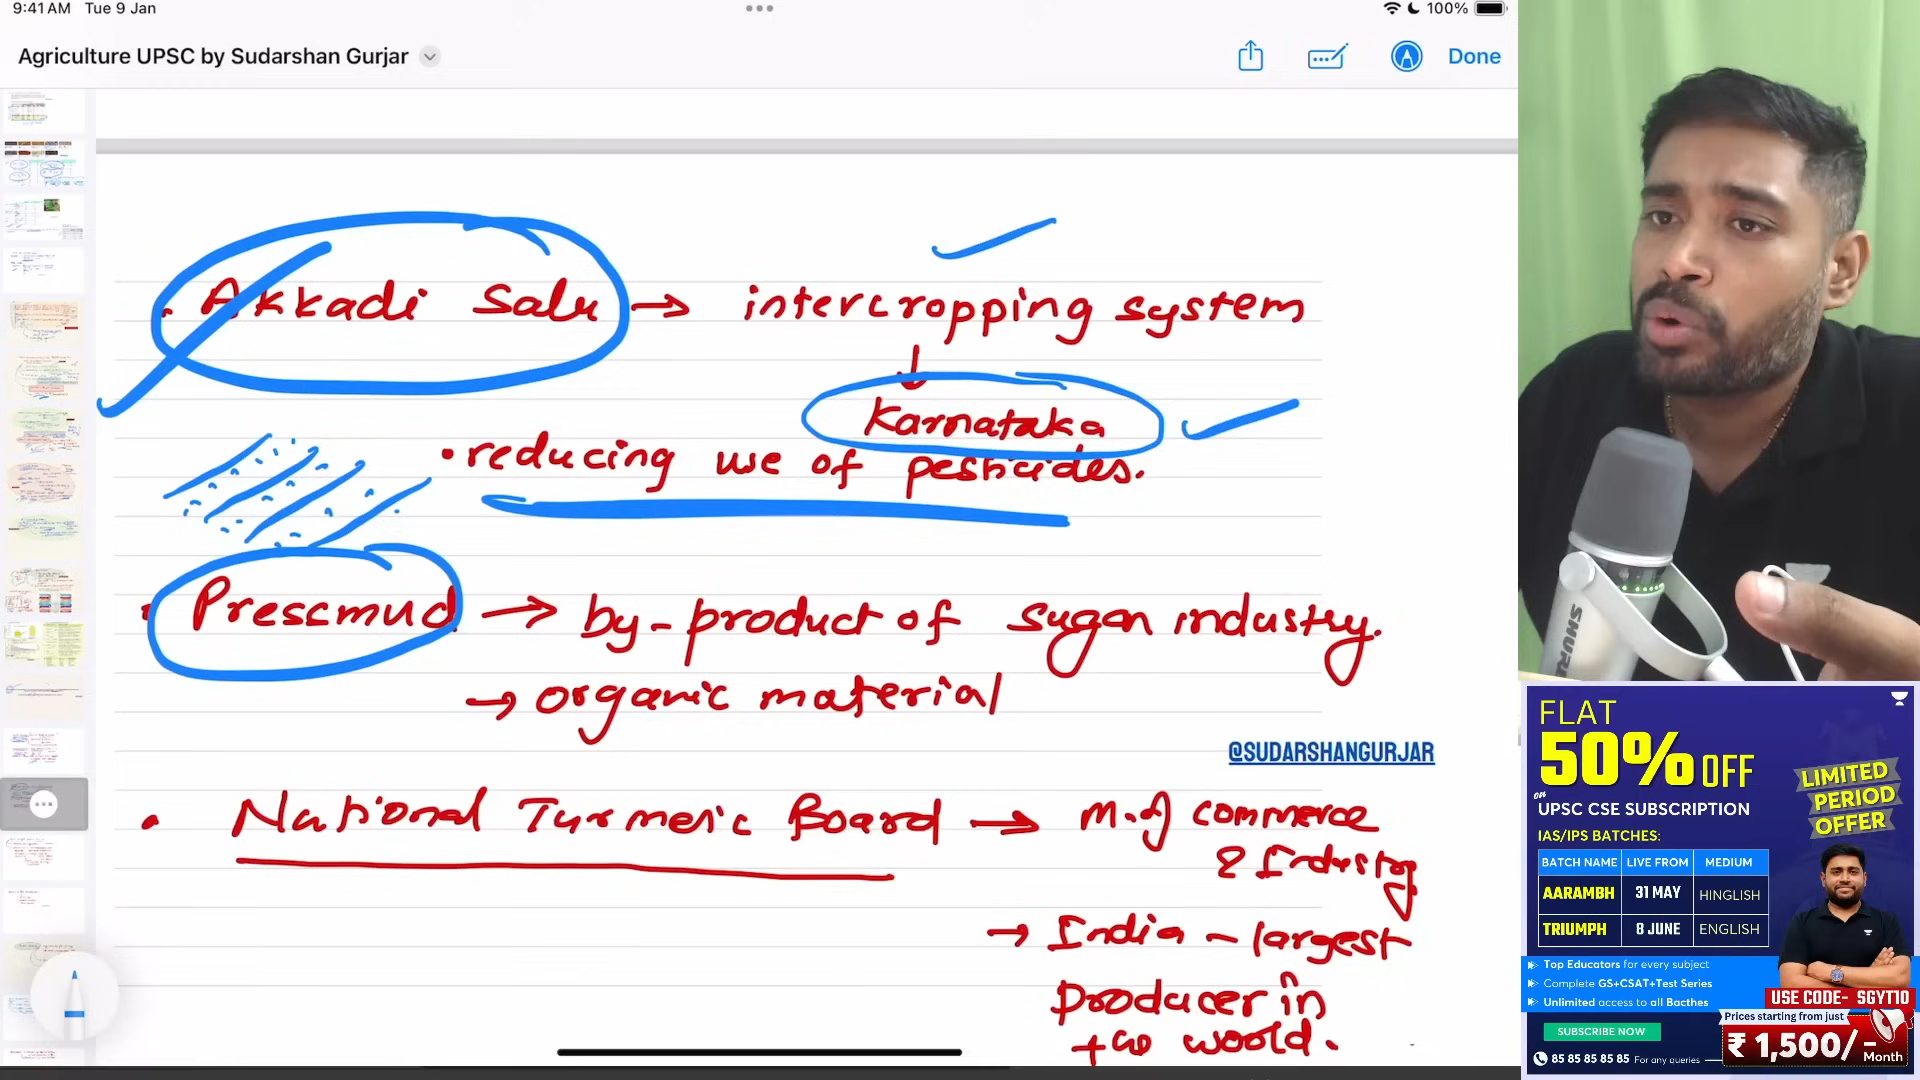 9:41 AM Tue 9 Jan
100%
Agriculture UPSC by Sudarshan Gurjar
Done
. Akkadi Salu → intercropping system
↓
Karnataka
• reducing use of pesticides.
• Pressmud → by-product of sugar industry.
→ organic material
@SUDARSHANGURJAR
• National Turmeric Board → M. of commerce
& Industry
→ India - largest
producer in
the world.
SHURE
FLAT
50% OFF
on
UPSC CSE SUBSCRIPTION
LIMITED
PERIOD
OFFER
IAS/IPS BATCHES:
BATCH NAME LIVE FROM MEDIUM
AARAMBH 31 MAY HINGLISH
TRIUMPH 8 JUNE ENGLISH
Top Educators for every subject
Complete GS+CSAT+Test Series
Unlimited access to all Bacthes
USE CODE- SGYT10
SUBSCRIBE NOW
Prices starting from just
₹ 1,500/-
Month
85 85 85 85 85 For any queries